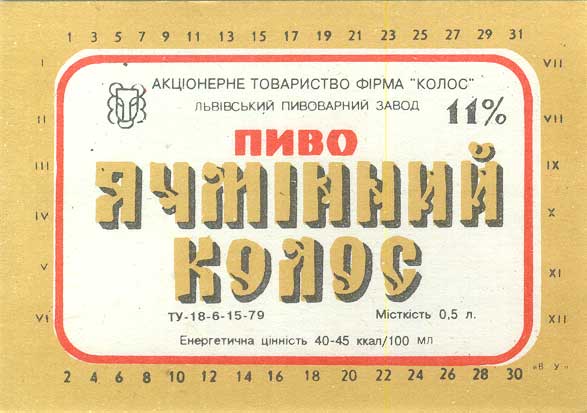 1 3 5 7 9 11 13 15 17 19 21 23 25 27 29 31
I VII
АКЦІОНЕРНЕ ТОВАРИСТВО ФІРМА "КОЛОС"
ЛЬВІВСЬКИЙ ПИВОВАРНИЙ ЗАВОД 11%
II VIII
ПИВО
III IX
ЯЧМІННИЙ
IV X
КОЛОС
V XI
ТУ-18-6-15-79 Місткість 0,5 л.
VI XII
Енергетична цінність 40-45 ккал/100 мл
2 4 6 8 10 12 14 16 18 20 22 24 26 28 30 «В У»